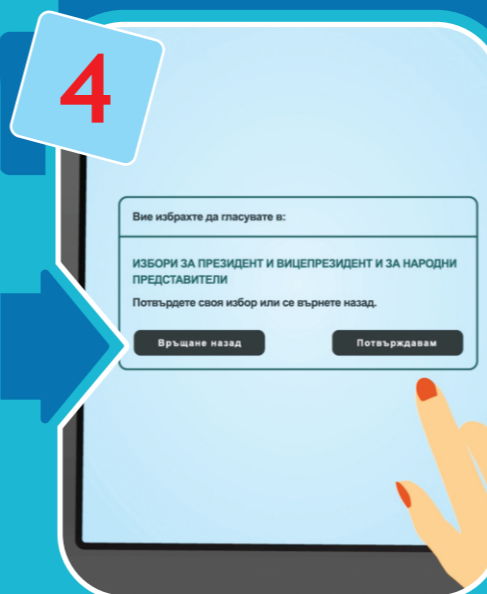 4
Вие избрахте да гласувате в:
ИЗБОРИ ЗА ПРЕЗИДЕНТ И ВИЦЕПРЕЗИДЕНТ И ЗА НАРОДНИ
ПРЕДСТАВИТЕЛИ
Потвърдете своя избор или се върнете назад.
Връщане назад
Потвърждавам